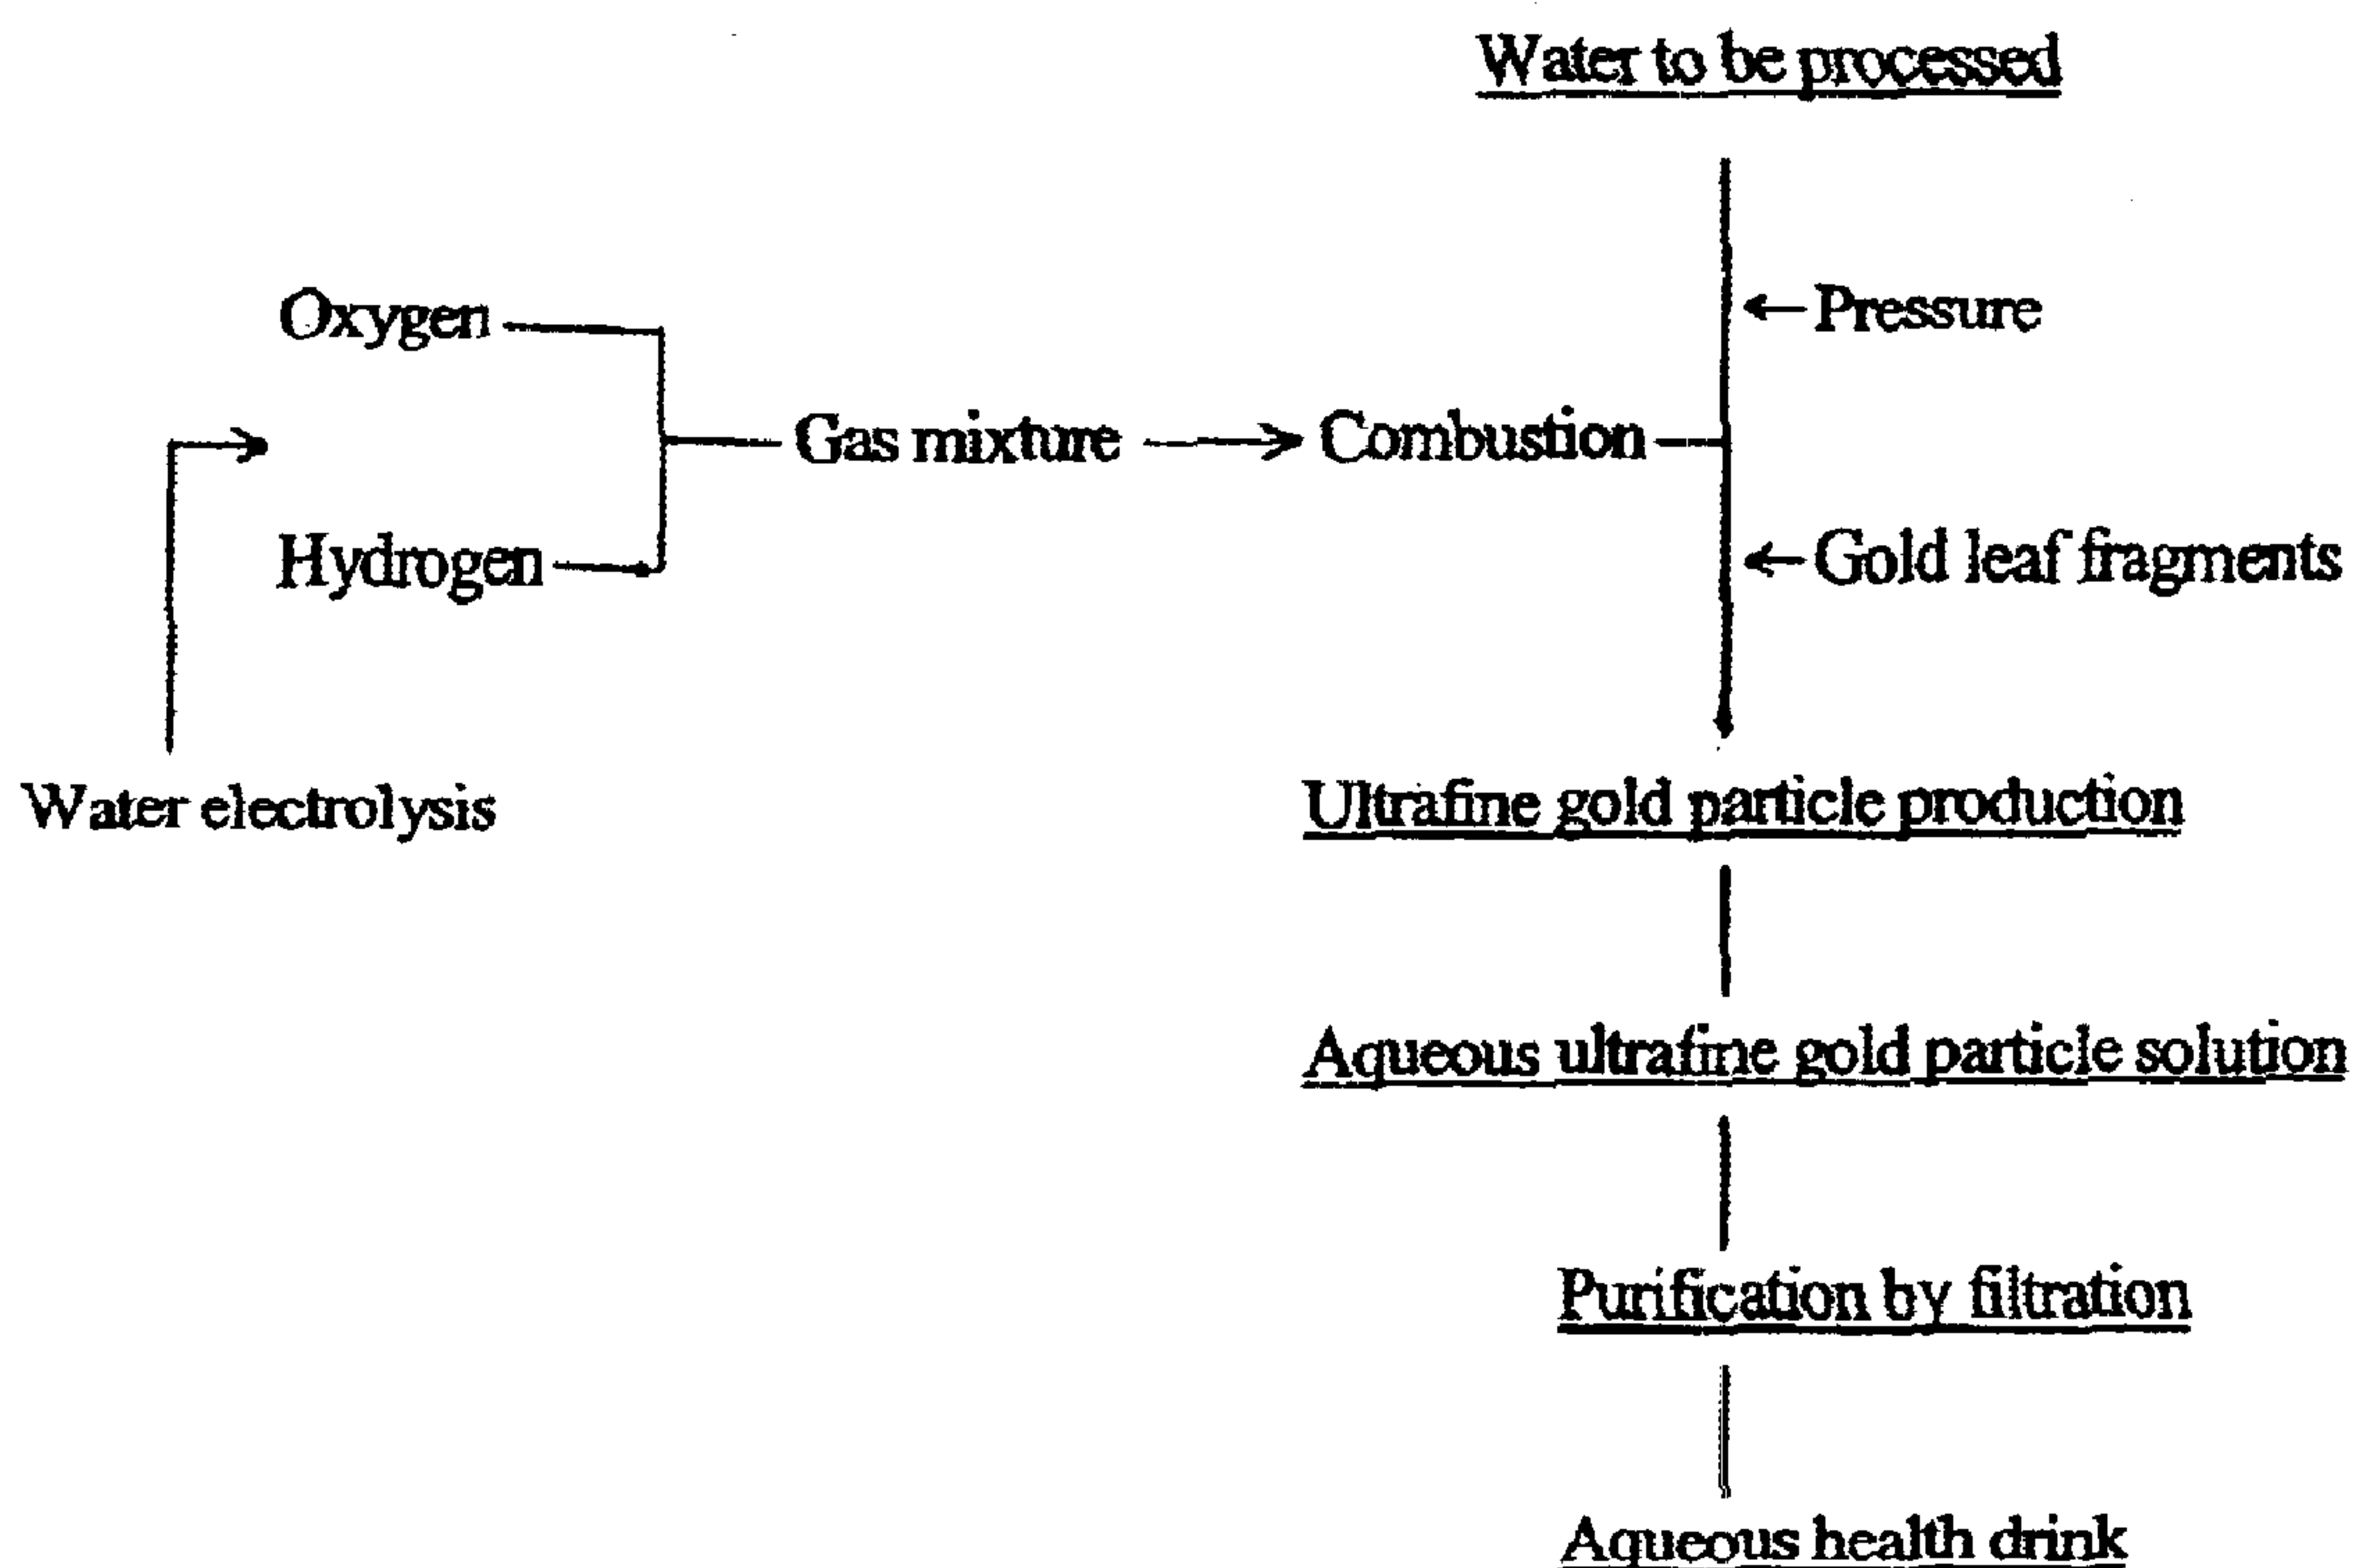 Water to be processed
Oxygen
Pressure
Gas mixture
Combustion
Hydrogen
Gold leaf fragments
Water electrolysis
Ultrafine gold particle production
Aqueous ultrafine gold particle solution
Purification by filtration
Aqueous health drink